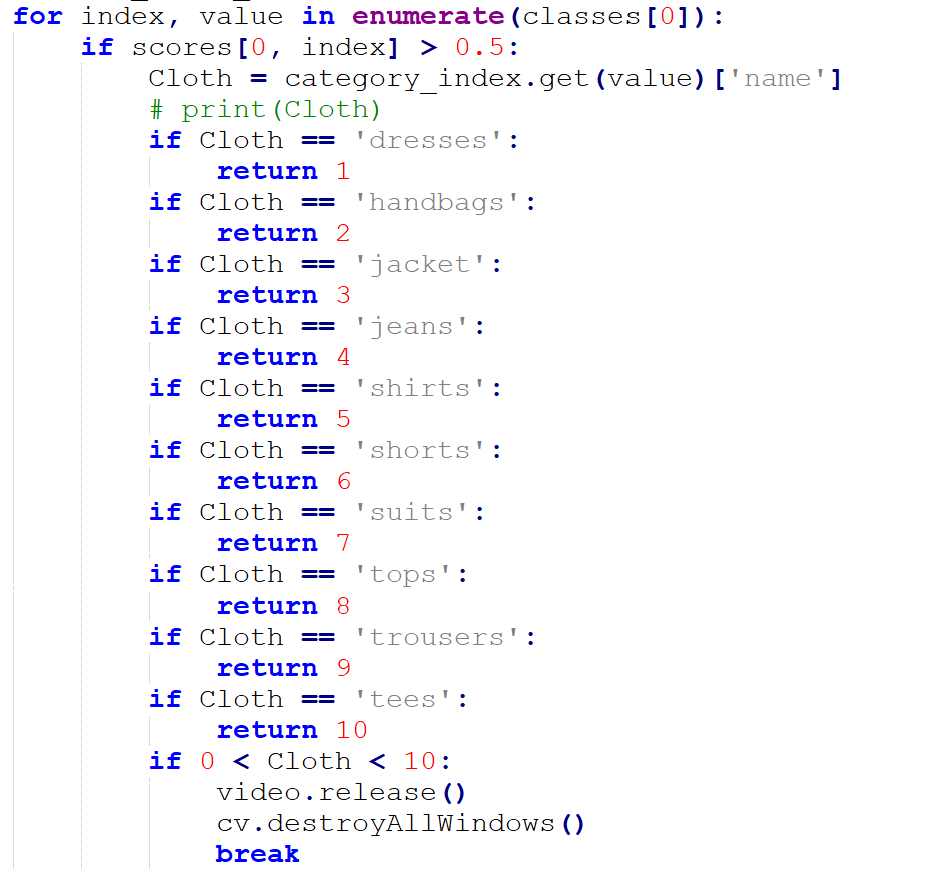 for index, value in enumerate(classes[0]):
    if scores[0, index] > 0.5:
        Cloth = category_index.get(value)['name']
        # print(Cloth)
        if Cloth == 'dresses':
            return 1
        if Cloth == 'handbags':
            return 2
        if Cloth == 'jacket':
            return 3
        if Cloth == 'jeans':
            return 4
        if Cloth == 'shirts':
            return 5
        if Cloth == 'shorts':
            return 6
        if Cloth == 'suits':
            return 7
        if Cloth == 'tops':
            return 8
        if Cloth == 'trousers':
            return 9
        if Cloth == 'tees':
            return 10
        if 0 < Cloth < 10:
            video.release()
            cv.destroyAllWindows()
            break